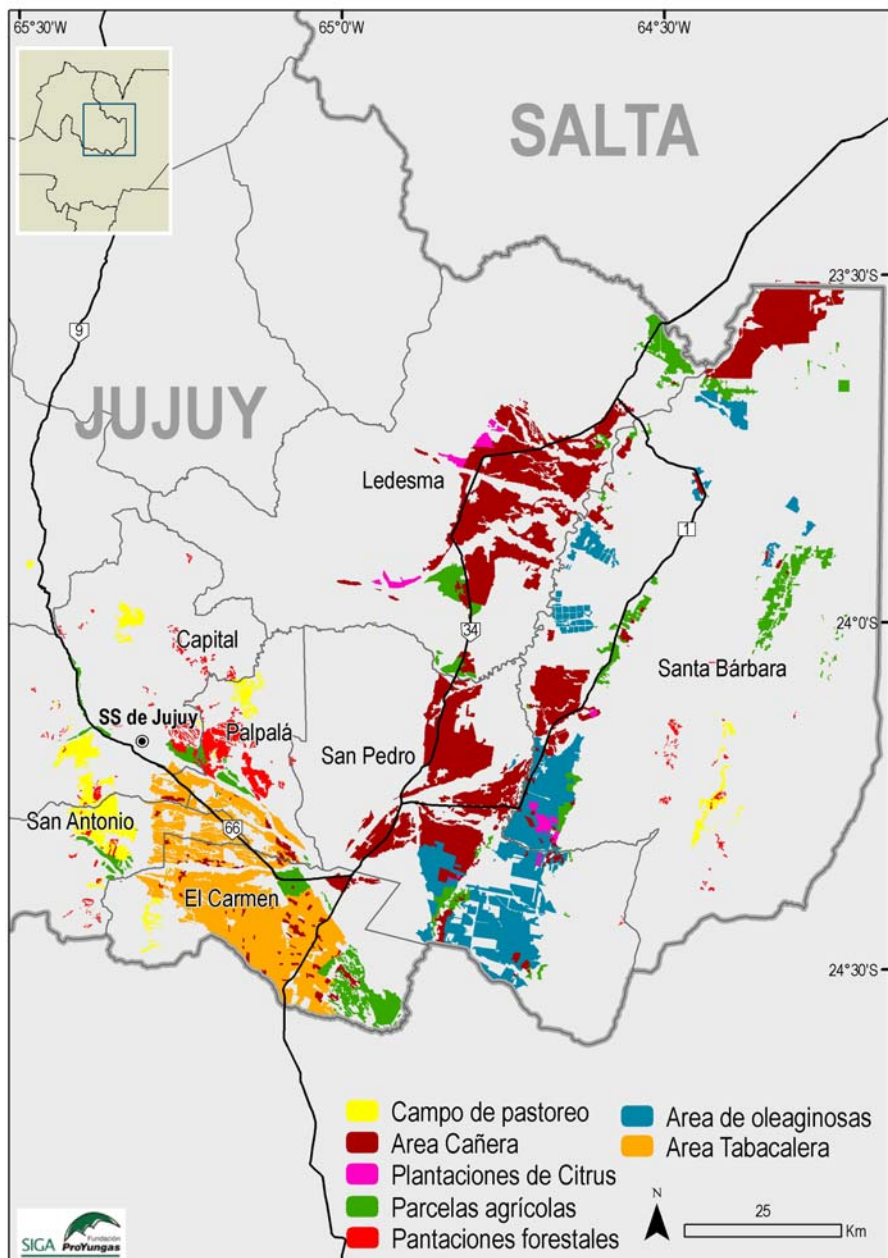 65°30'W
65°0'W
64°30'W
SALTA
23°30'S
9
JUJUY
Ledesma
1
34
24°0'S
Capital
Santa Bárbara
SS de Jujuy
Palpalá
San Pedro
San Antonio
66
El Carmen
24°30'S
Campo de pastoreo
Area Cañera
Plantaciones de Citrus
Parcelas agrícolas
Pantaciones forestales
Area de oleaginosas
Area Tabacalera
N
25
Km
SIGA
Fundación
ProYungas